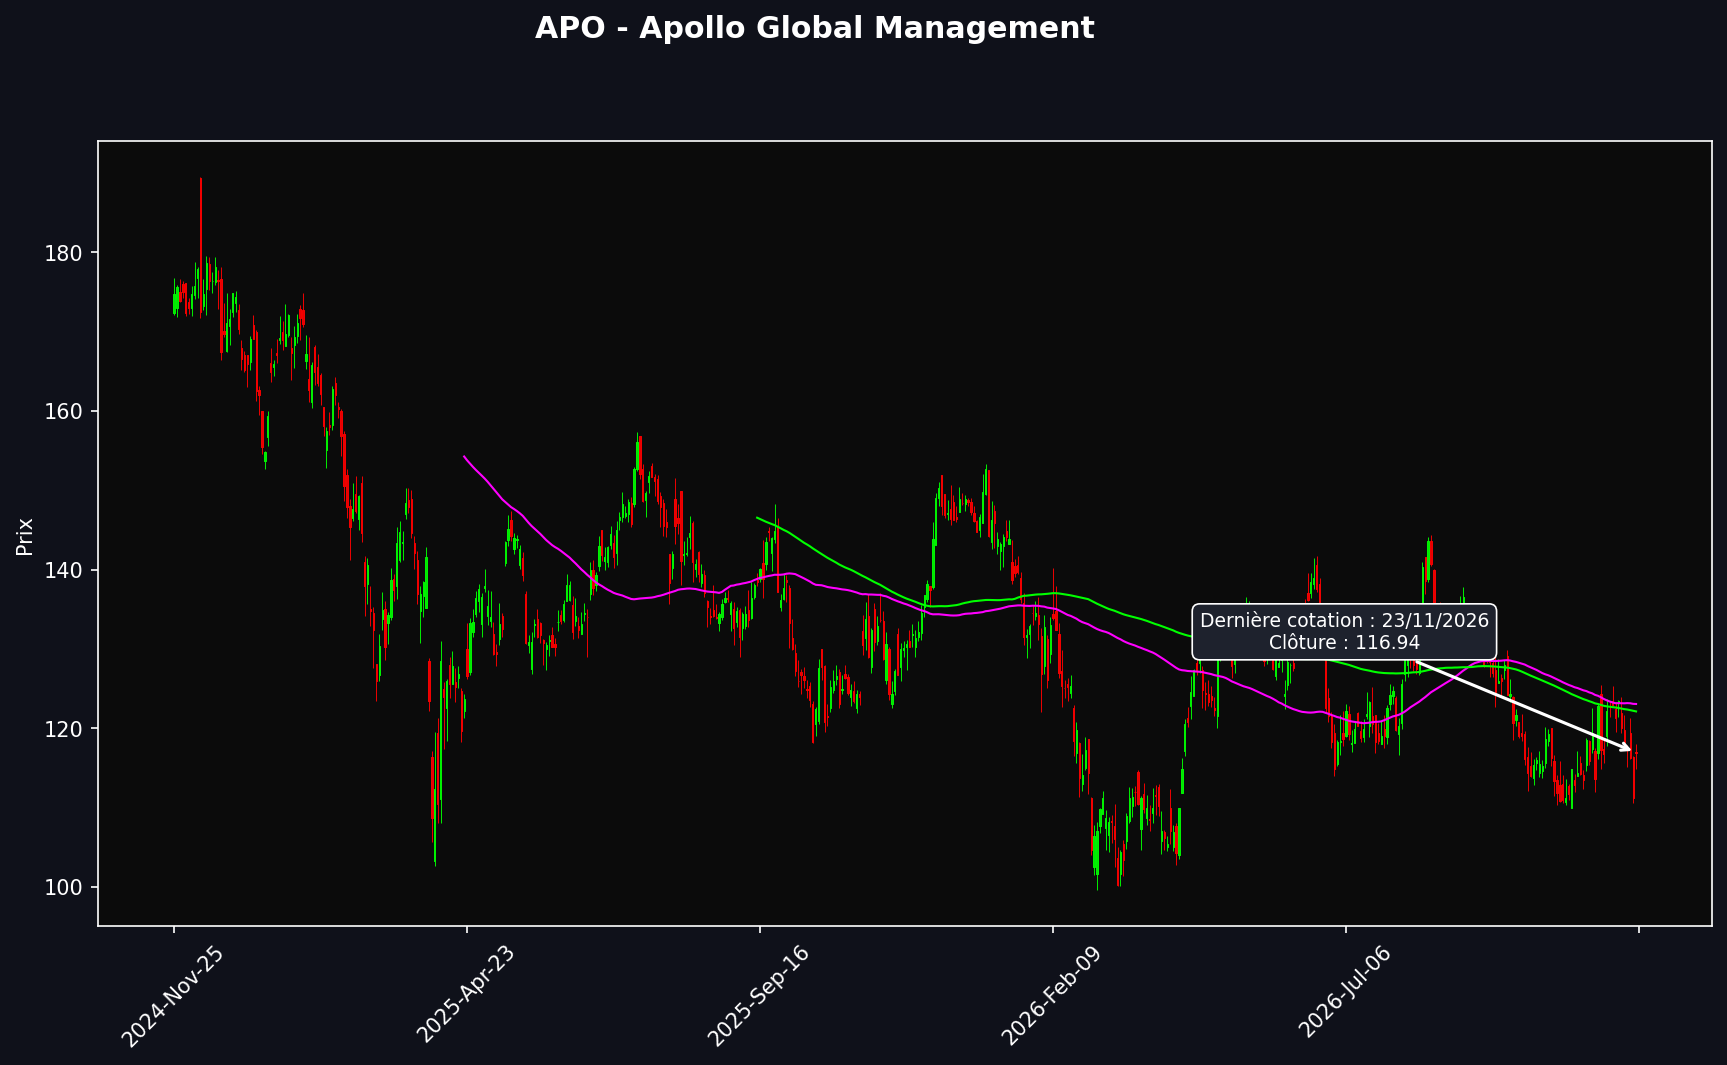 APO - Apollo Global Management
Prix
180
160
140
120
100
Dernière cotation : 23/11/2026
Clôture : 116.94
2024-Nov-25
2025-Apr-23
2025-Sep-16
2026-Feb-09
2026-Jul-06